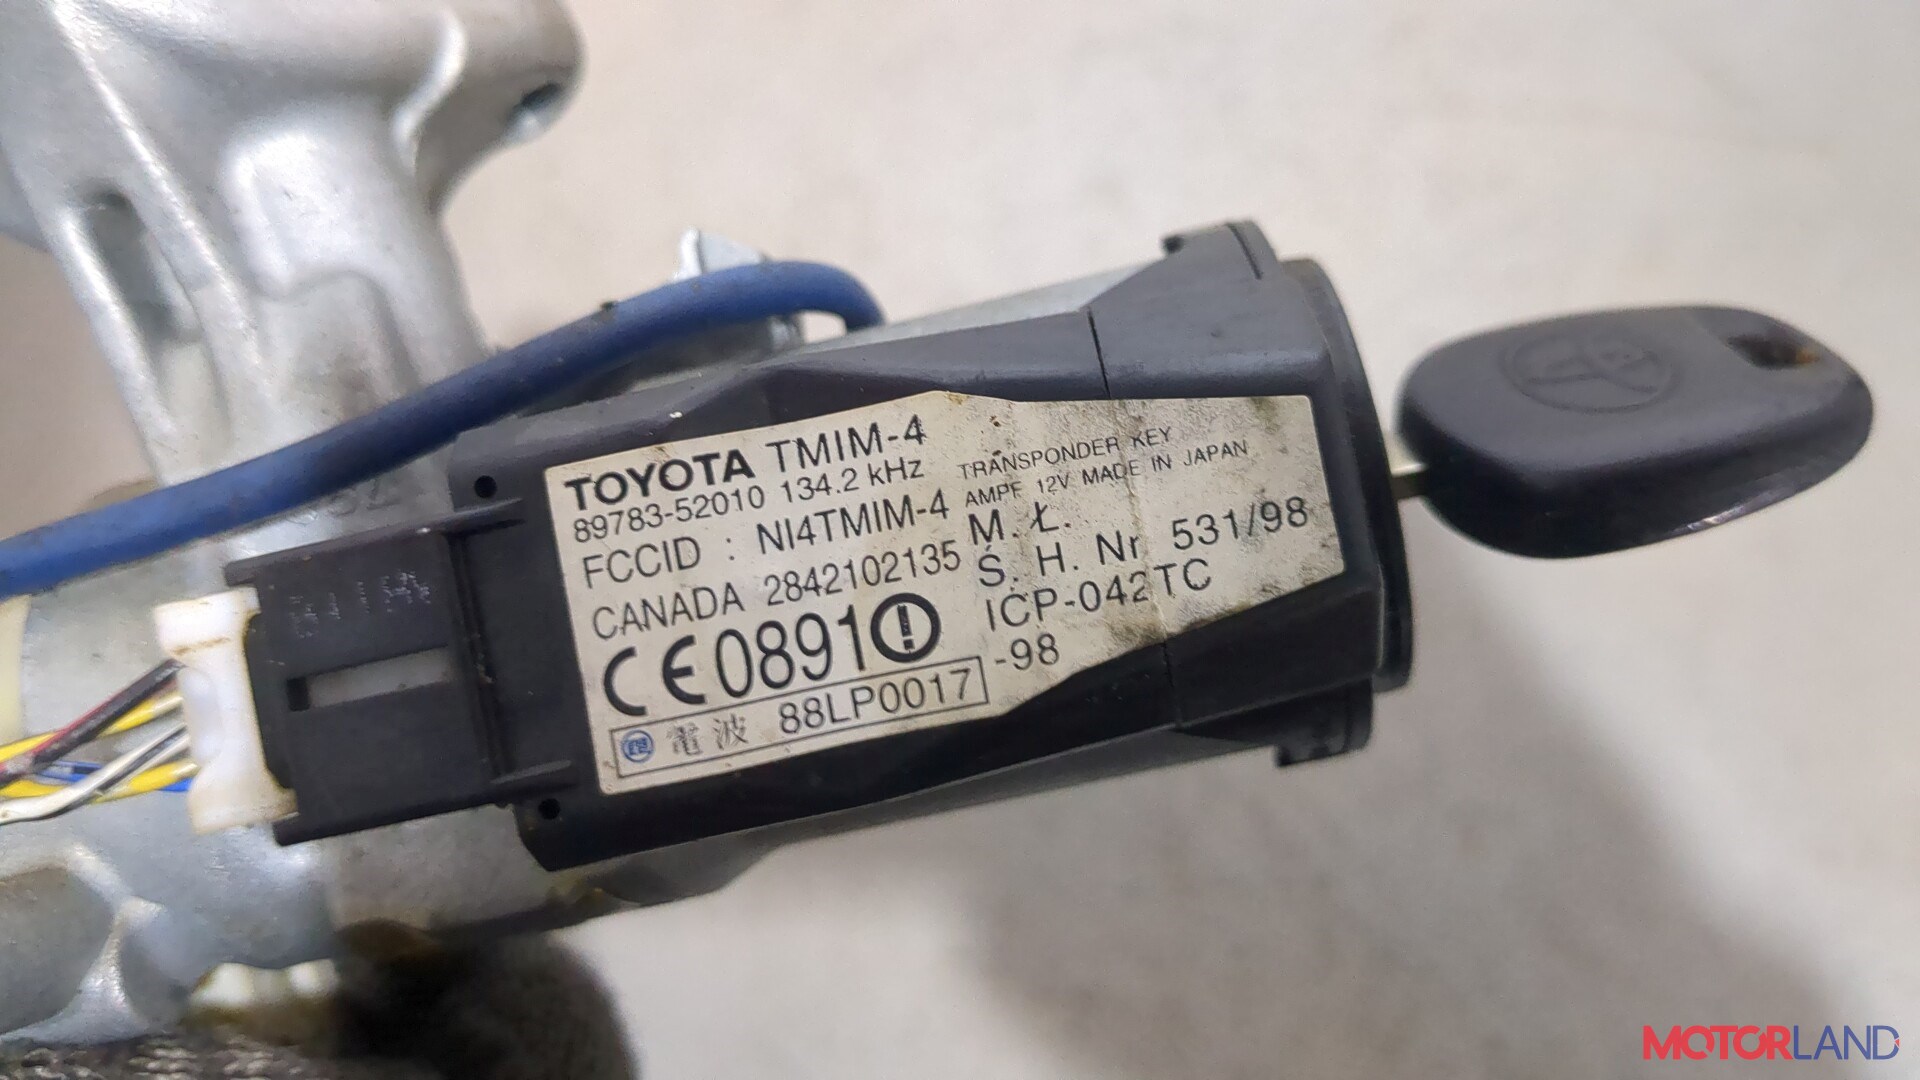 TOYOTA TMIM-4
89783-52010 134.2 kHz
FCCID : NI4TMIM-4
CANADA 2842102135
CE0891
電波 88LP0017
TRANSPONDER KEY
AMPF 12V MADE IN JAPAN
M. Ł.
Ś. H. Nr 531/98
ICP-042TC
-98
MOTORLAND